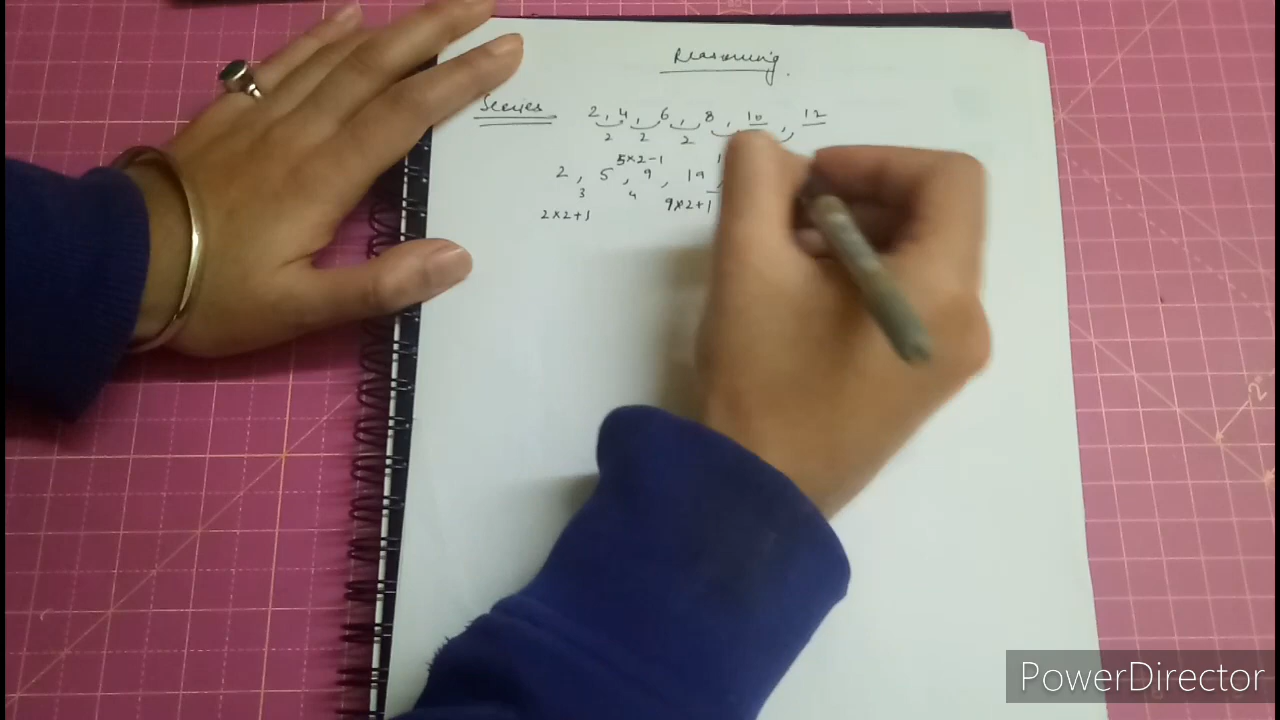 Reasoning
Series 2, 4, 6, 8, 10, 12
2 2 2
5×2-1
2, 5, 9, 19
3 4
2×2+1 9×2+1
2"
PowerDirector